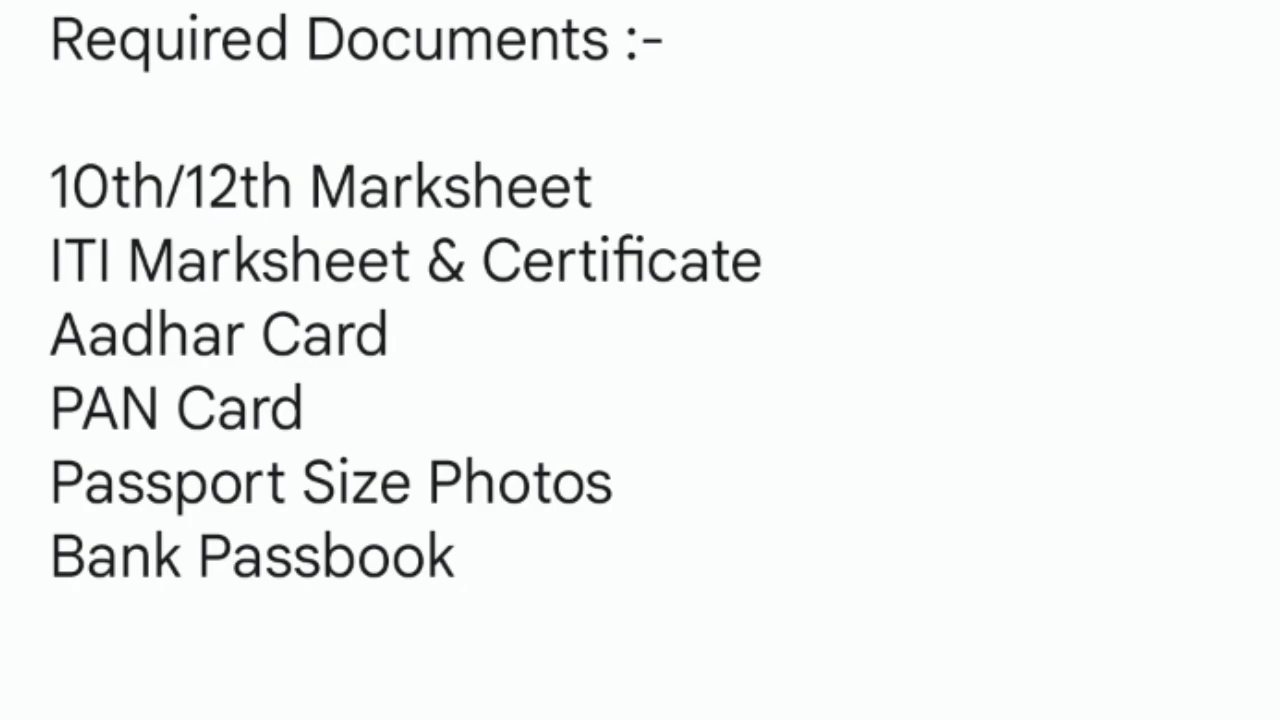 Required Documents :-
10th/12th Marksheet
ITI Marksheet & Certificate
Aadhar Card
PAN Card
Passport Size Photos
Bank Passbook